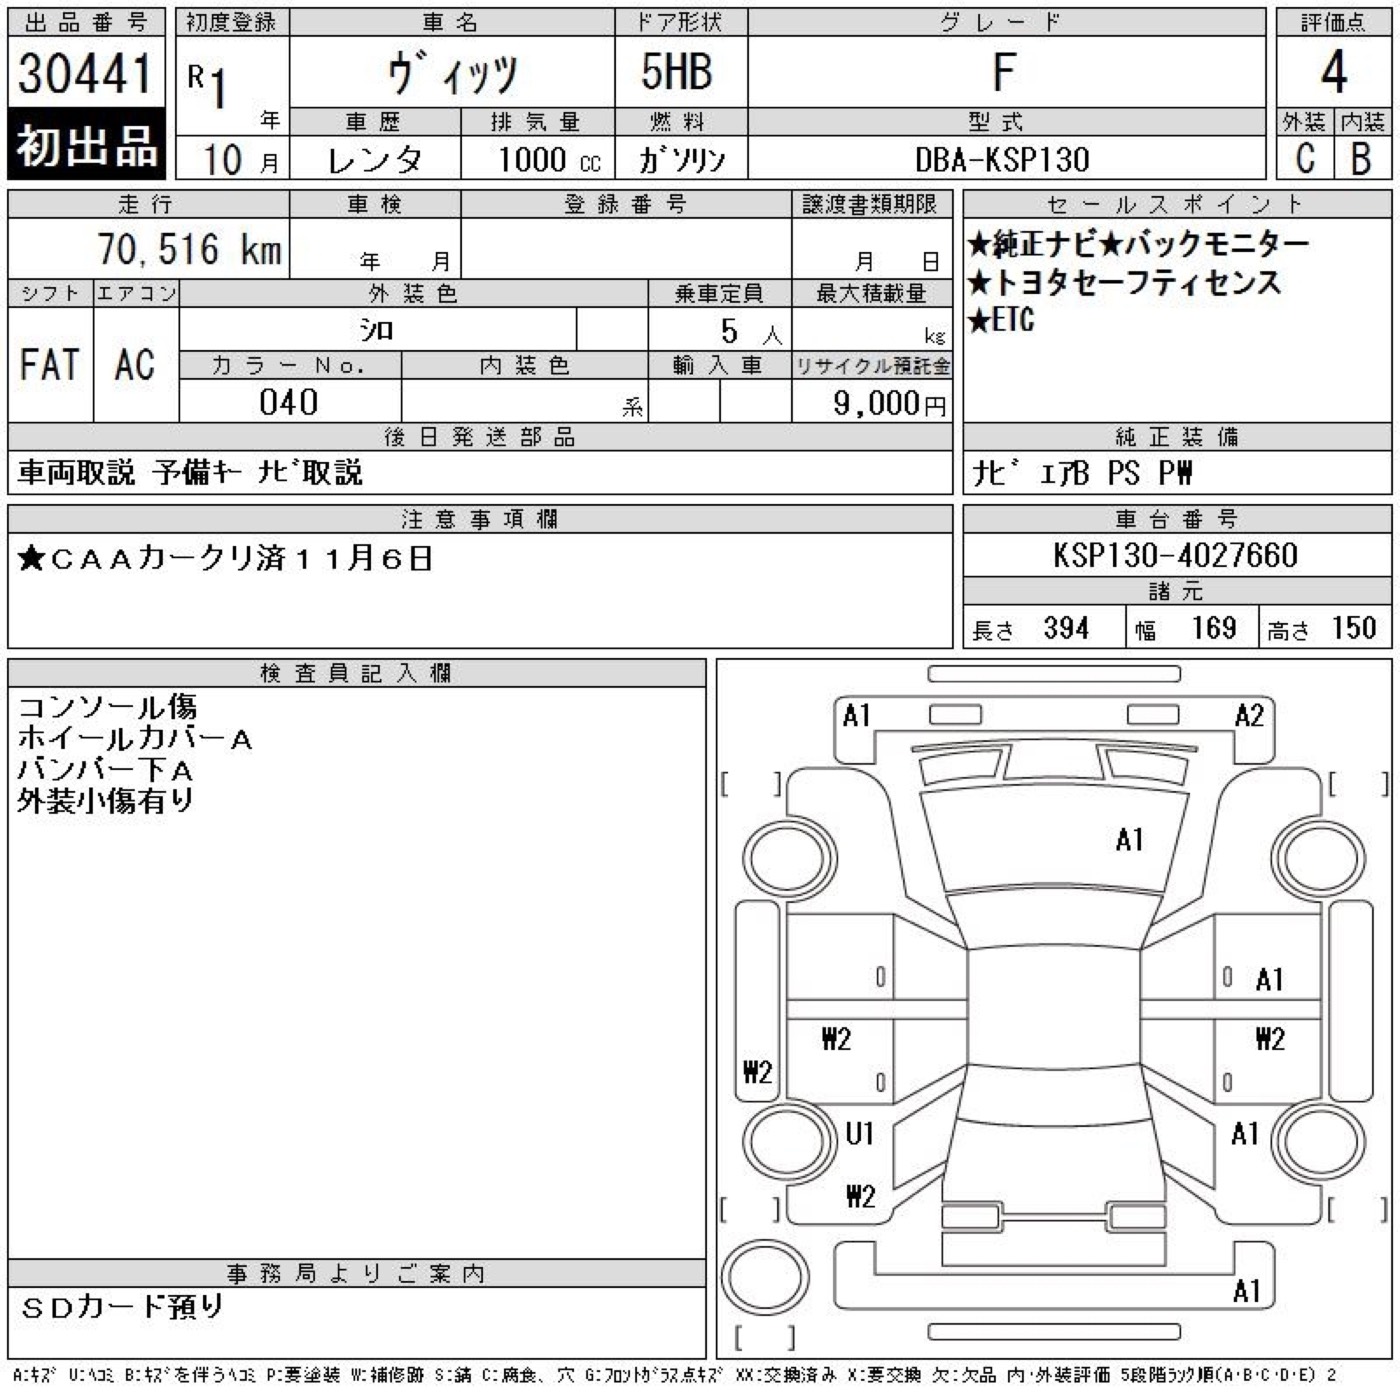 出品番号 初度登録 車名 ドア形状 グレード 評価点
30441 R1年 ヴィッツ 5HB F 4
車歴 排気量 燃料 型式 外装 内装
初出品 10月 レンタ 1000cc ガソリン DBA-KSP130 C B
走行 車検 登録番号 譲渡書類期限 セールスポイント
70,516 km 年 月 月 日
★純正ナビ★バックモニター
★トヨタセーフティセンス
★ETC
シフト エアコン 外装色 乗車定員 最大積載量
シロ 5人 kg
FAT AC
カラーNo. 内装色 輸入車 リサイクル預託金
040 系 9,000円
後日発送部品 純正装備
車両取説 予備キー ナビ取説 ナビ エアB PS PW
注意事項欄 車台番号
★CAAカークリ済11月6日 KSP130-4027660
諸元
長さ 394 幅 169 高さ 150
検査員記入欄
コンソール傷
ホイールカバーA
バンパー下A
外装小傷有り
A1 A2
[ ] [ ]
A1
A1
W2 W2
W2
U1 A1
W2
[ ] [ ]
A1
[ ]
事務局よりご案内
SDカード預り
A:キズ U:ヘコミ B:キズを伴うヘコミ P:要塗装 W:補修跡 S:錆 C:腐食、穴 G:フロントガラス点キズ XX:交換済み X:要交換 欠:欠品 内・外装評価 5段階ランク順(A・B・C・D・E) 2